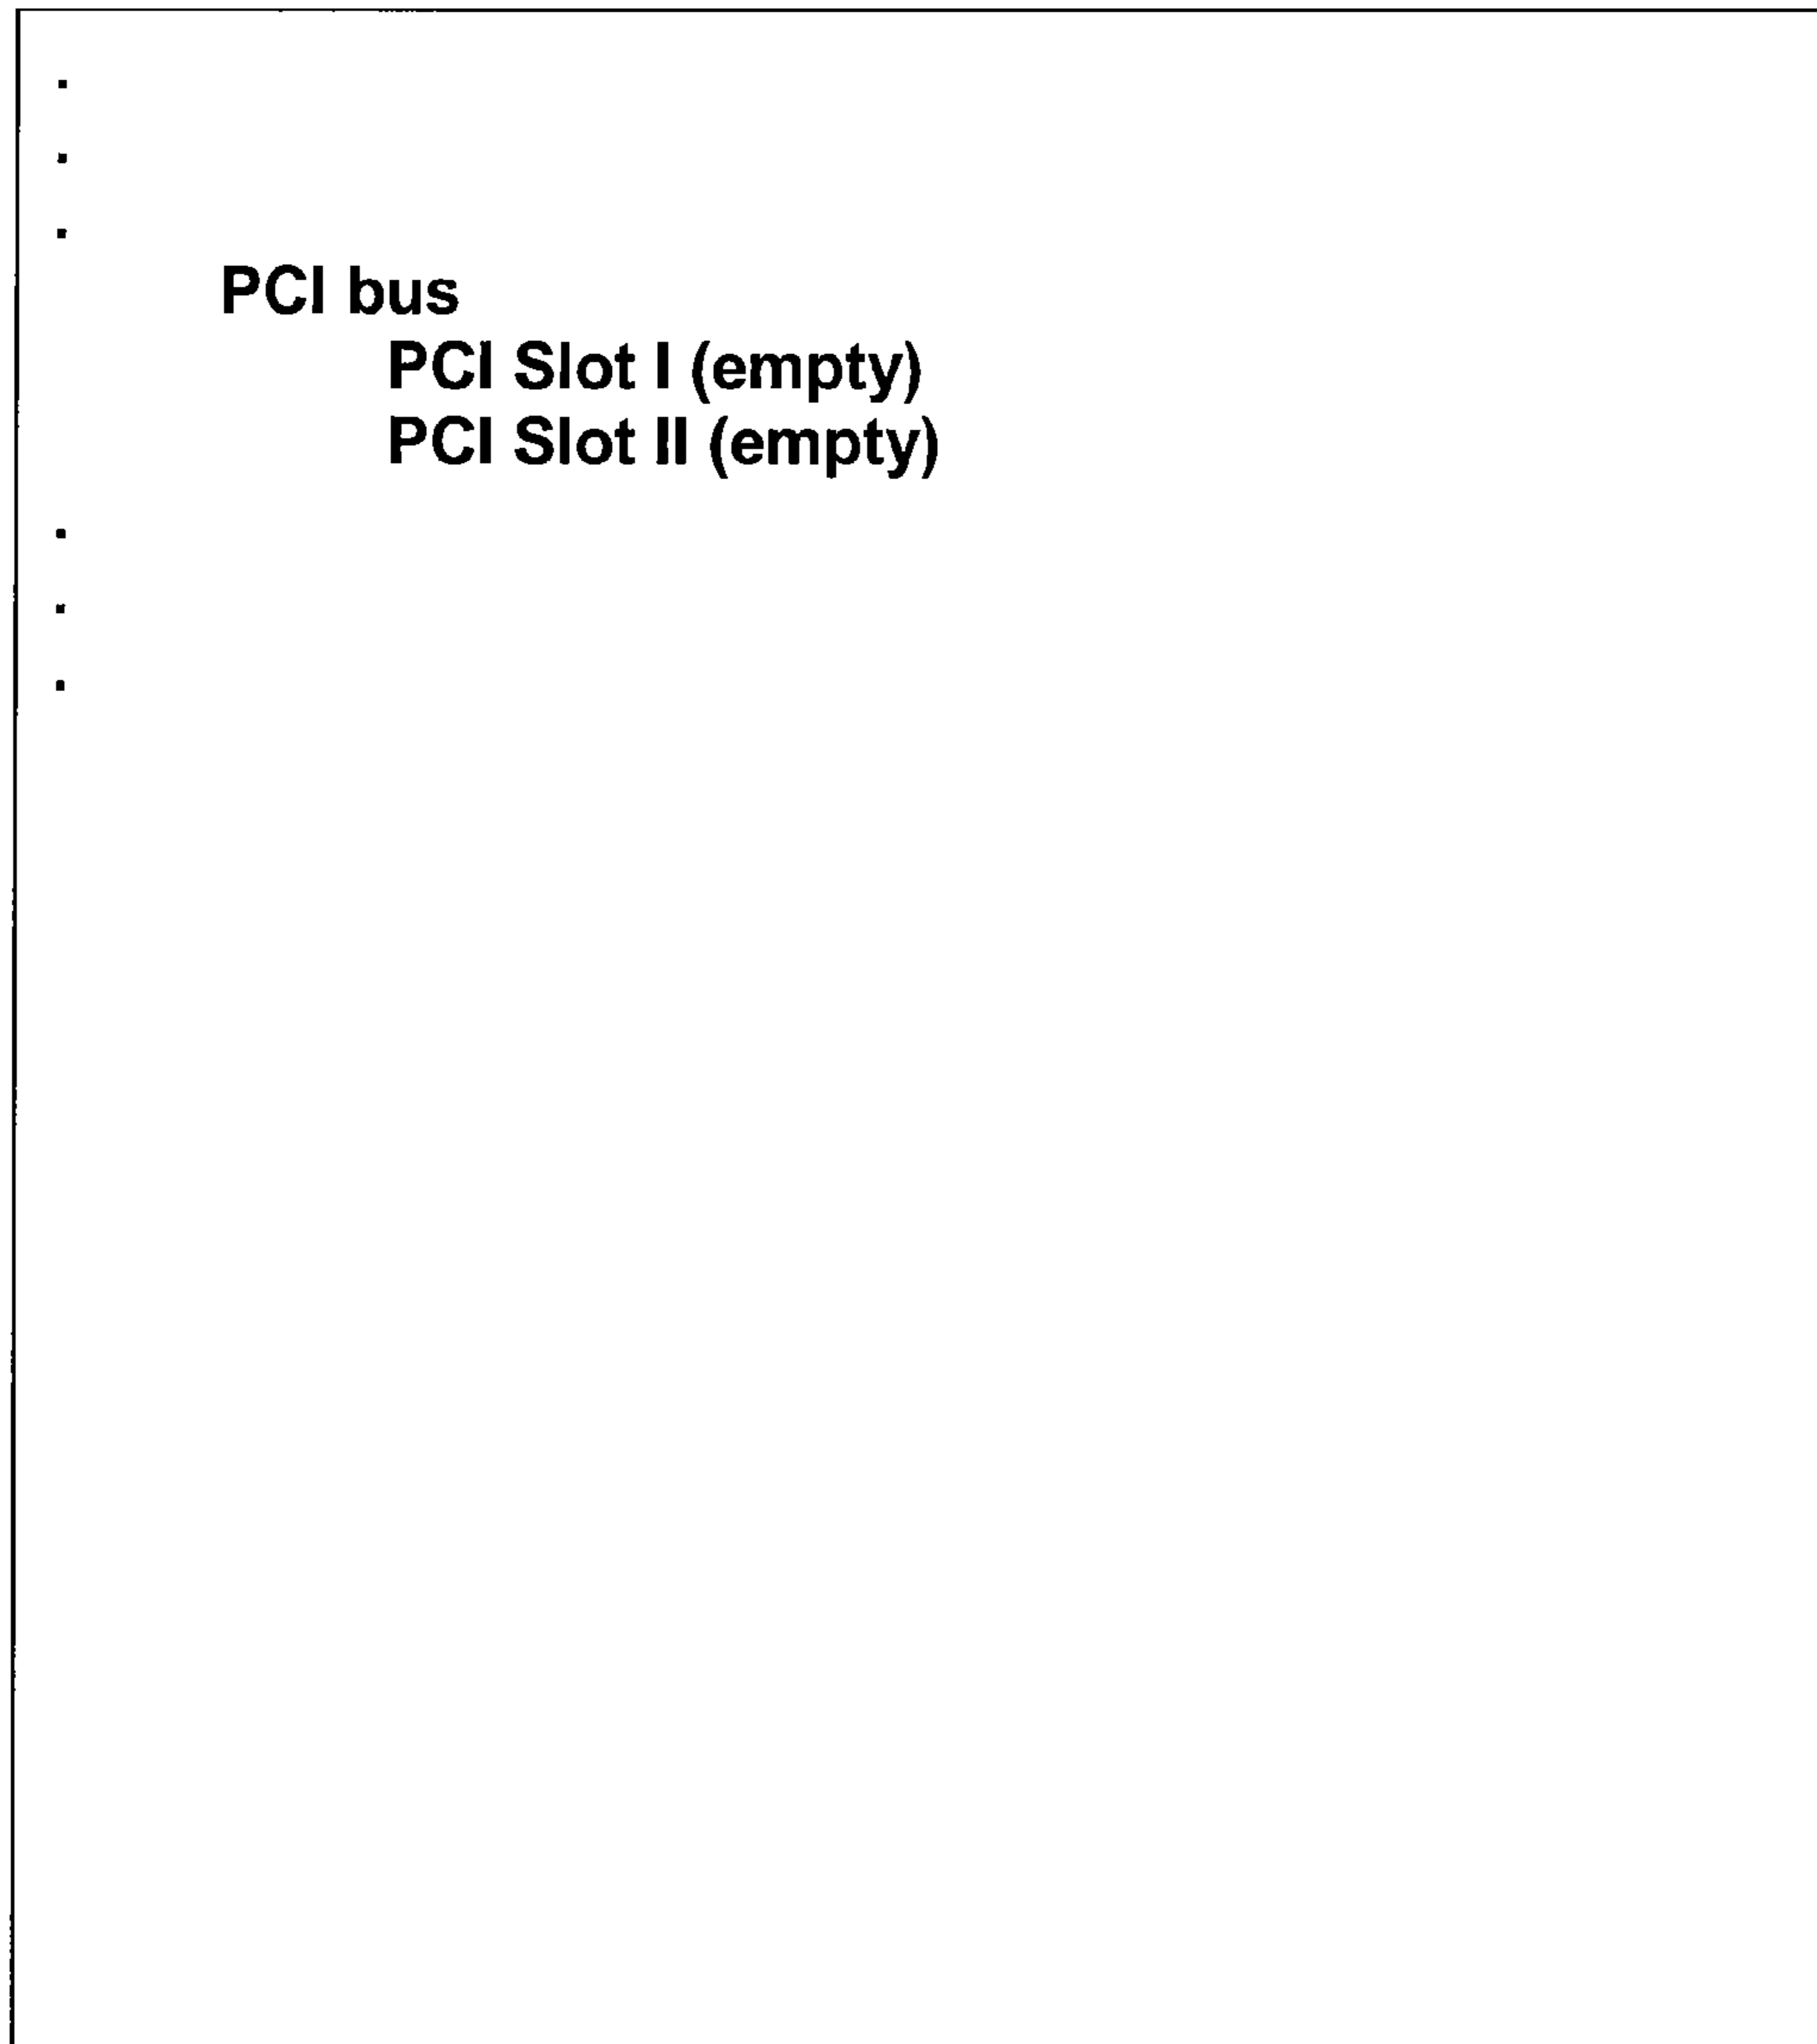 .
.
.
PCI bus
PCI Slot I (empty)
PCI Slot II (empty)
.
.
.